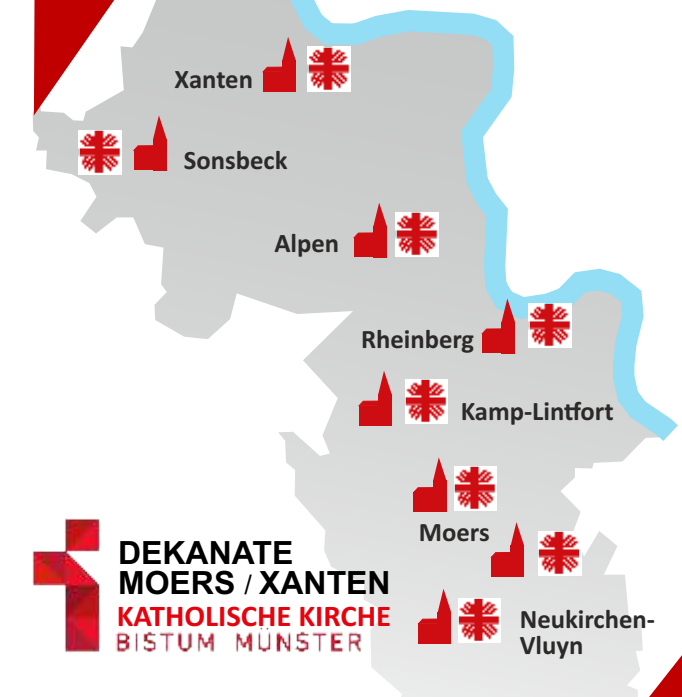 Xanten
Sonsbeck
Alpen
Rheinberg
Kamp-Lintfort
Moers
Neukirchen-
Vluyn
DEKANATE
MOERS / XANTEN
KATHOLISCHE KIRCHE
BISTUM MÜNSTER